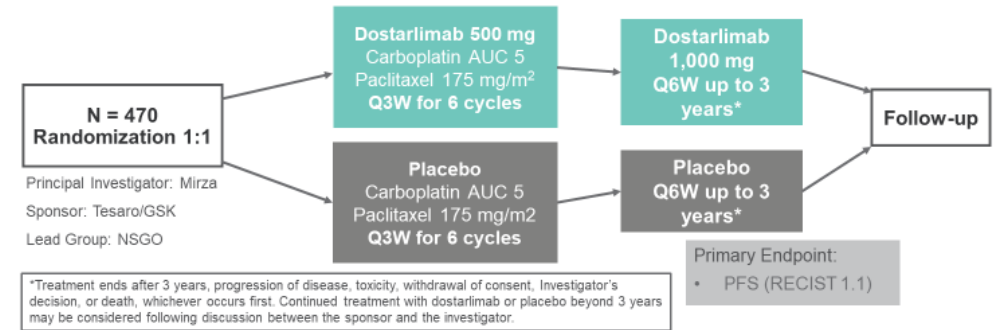 N = 470
Randomization 1:1
Principal Investigator: Mirza
Sponsor: Tesaro/GSK
Lead Group: NSGO
Dostarlimab 500 mg
Carboplatin AUC 5
Paclitaxel 175 mg/m²
Q3W for 6 cycles
Dostarlimab
1,000 mg
Q6W up to 3
years*
Placebo
Carboplatin AUC 5
Paclitaxel 175 mg/m2
Q3W for 6 cycles
Placebo
Q6W up to 3
years*
Follow-up
Primary Endpoint:
• PFS (RECIST 1.1)
*Treatment ends after 3 years, progression of disease, toxicity, withdrawal of consent, Investigator's
decision, or death, whichever occurs first. Continued treatment with dostarlimab or placebo beyond 3 years
may be considered following discussion between the sponsor and the investigator.